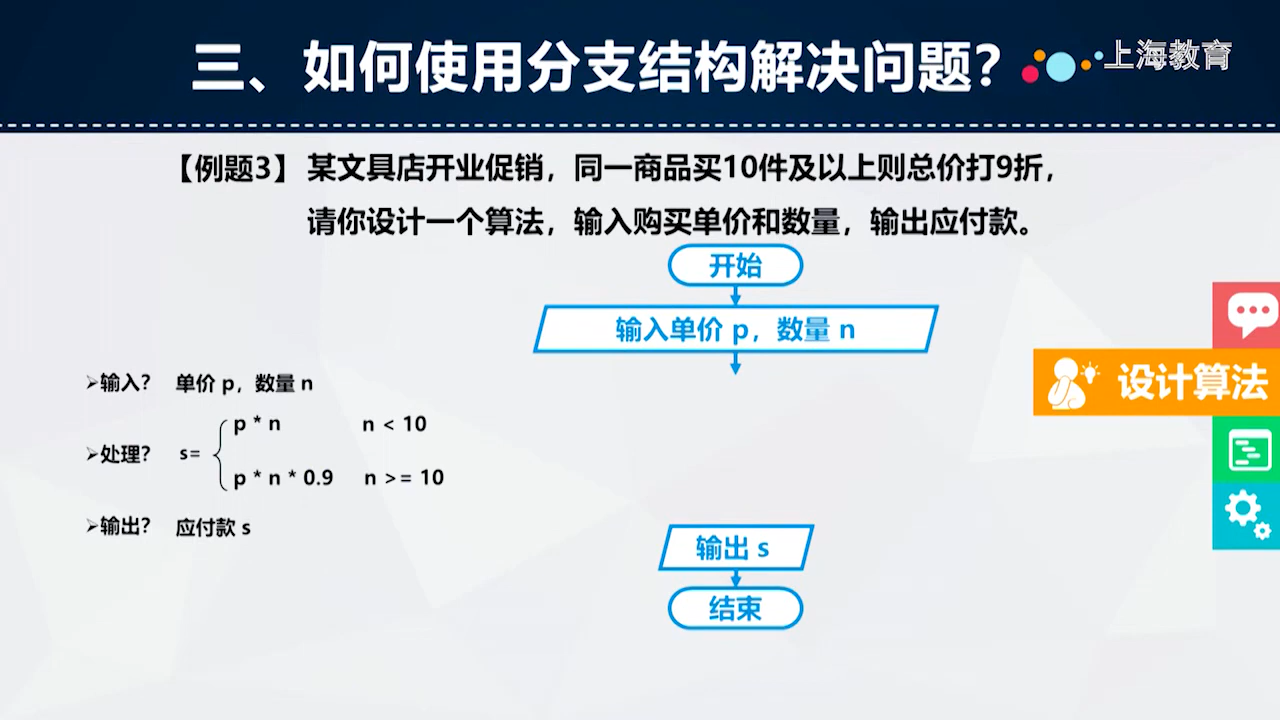 三、如何使用分支结构解决问题?
上海教育
【例题3】某文具店开业促销，同一商品买10件及以上则总价打9折，
请你设计一个算法，输入购买单价和数量，输出应付款。
开始
输入单价 p，数量 n
设计算法
➢输入? 单价 p，数量 n
p * n n < 10
➢处理? s=
p * n * 0.9 n >= 10
➢输出? 应付款 s
输出 s
结束